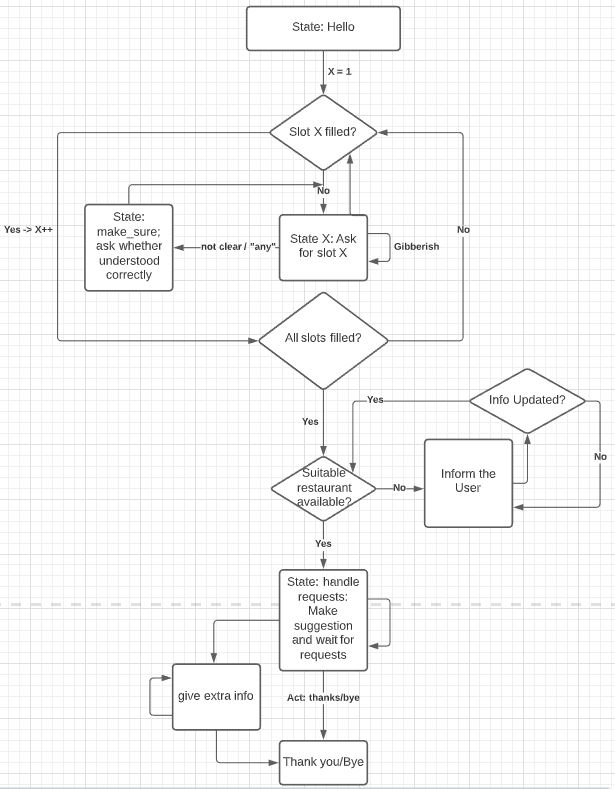 State: Hello
X = 1
Slot X filled?
No
Yes -> X++
State:
make_sure;
ask whether
understood
correctly
not clear / "any"
State X: Ask
for slot X
Gibberish
No
All slots filled?
Yes
Yes
Info Updated?
No
Suitable
restaurant
available?
No
Inform the
User
Yes
State: handle
requests:
Make
suggestion
and wait for
requests
give extra info
Act: thanks/bye
Thank you/Bye